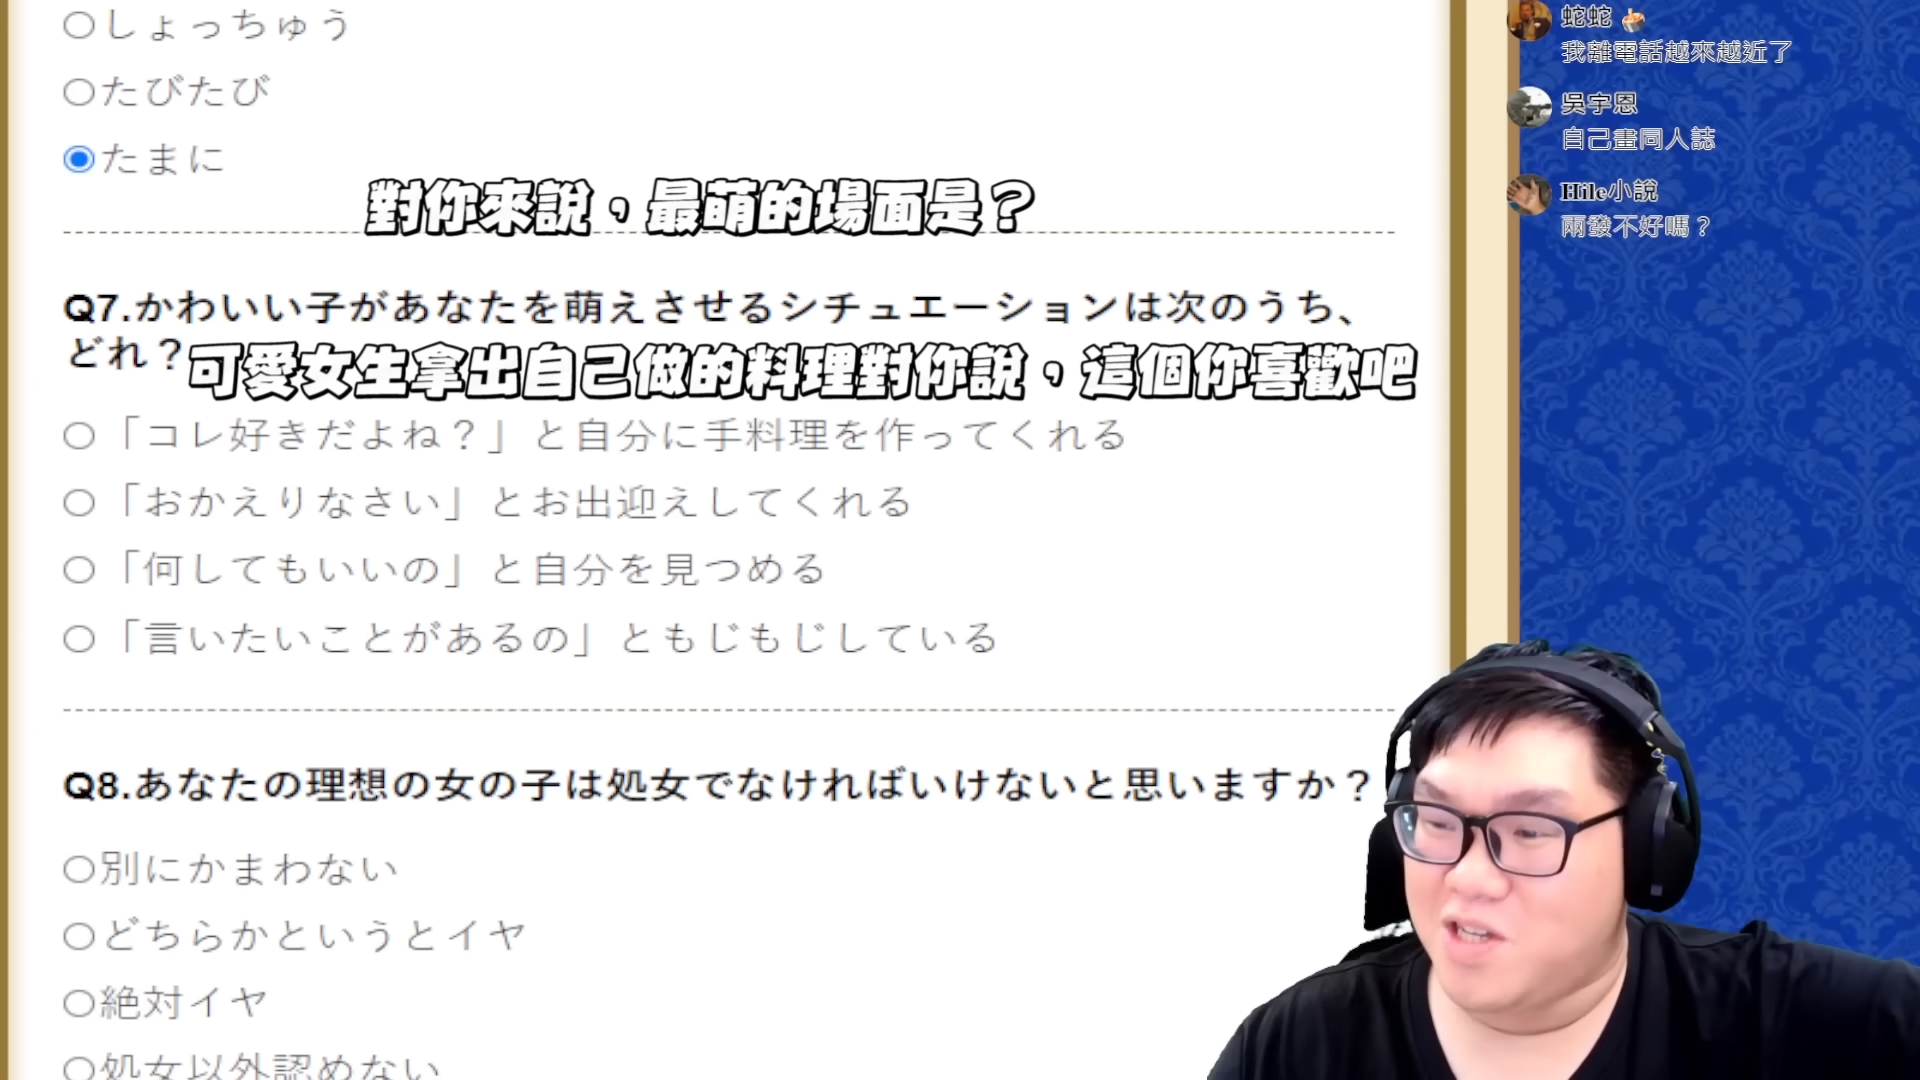 しょっちゅう
たびたび
たまに
對你來說，最萌的場面是？
Q7.かわいい子があなたを萌えさせるシチュエーションは次のうち、
どれ？
可愛女生拿出自己做的料理對你說，這個你喜歡吧
「コレ好きだよね？」と自分に手料理を作ってくれる
「おかえりなさい」とお出迎えしてくれる
「何してもいいの」と自分を見つめる
「言いたいことがあるの」ともじもじしている
Q8.あなたの理想の女の子は処女でなければいけないと思いますか？
別にかまわない
どちらかというとイヤ
絶対イヤ
処女以外認めない
蛇蛇
我離電話越來越近了
吳宇恩
自己畫同人誌
Hile小說
兩發不好嗎？